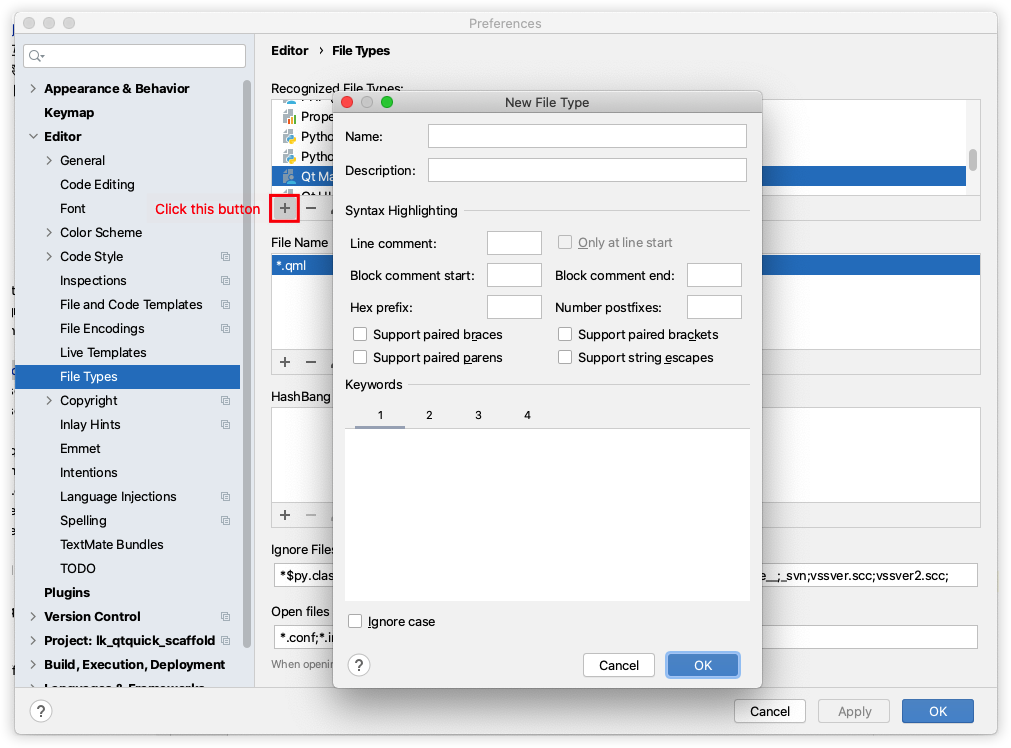 Preferences
Editor › File Types
Appearance & Behavior
Keymap
Editor
General
Code Editing
Font
Color Scheme
Code Style
Inspections
File and Code Templates
File Encodings
Live Templates
File Types
Copyright
Inlay Hints
Emmet
Intentions
Language Injections
Spelling
TextMate Bundles
TODO
Plugins
Version Control
Project: lk_qtquick_scaffold
Build, Execution, Deployment
Languages & Frameworks
Recognized File Types:
Prope
Pytho
Pytho
Qt Ma
Qt UI
Click this button
File Name
*.qml
HashBang
Ignore Files
*$py.clas
e__;_svn;vssver.scc;vssver2.scc;
Open files
*.conf;*.i
When openin
New File Type
Name:
Description:
Syntax Highlighting
Line comment:
Only at line start
Block comment start:
Block comment end:
Hex prefix:
Number postfixes:
Support paired braces
Support paired brackets
Support paired parens
Support string escapes
Keywords
1 2 3 4
Ignore case
? Cancel OK
? Cancel Apply OK